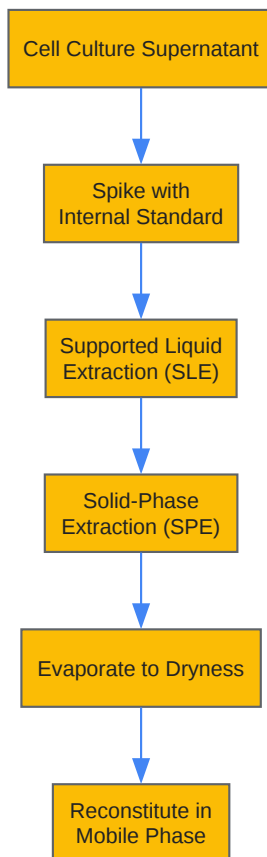 Cell Culture Supernatant
Spike with
Internal Standard
Supported Liquid
Extraction (SLE)
Solid-Phase
Extraction (SPE)
Evaporate to Dryness
Reconstitute in
Mobile Phase